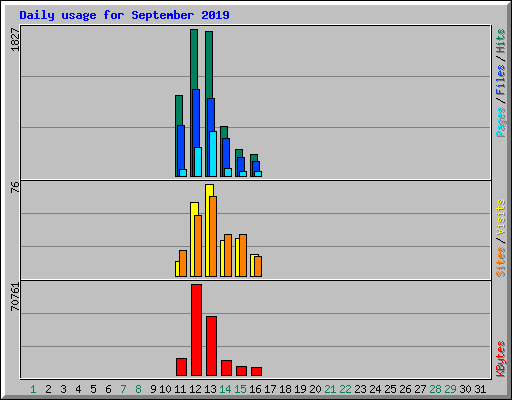 Daily usage for September 2019
1827
76
70761
Pages / Files / Hits
Sites / Visits
KBytes
1 2 3 4 5 6 7 8 9 10 11 12 13 14 15 16 17 18 19 20 21 22 23 24 25 26 27 28 29 30 31